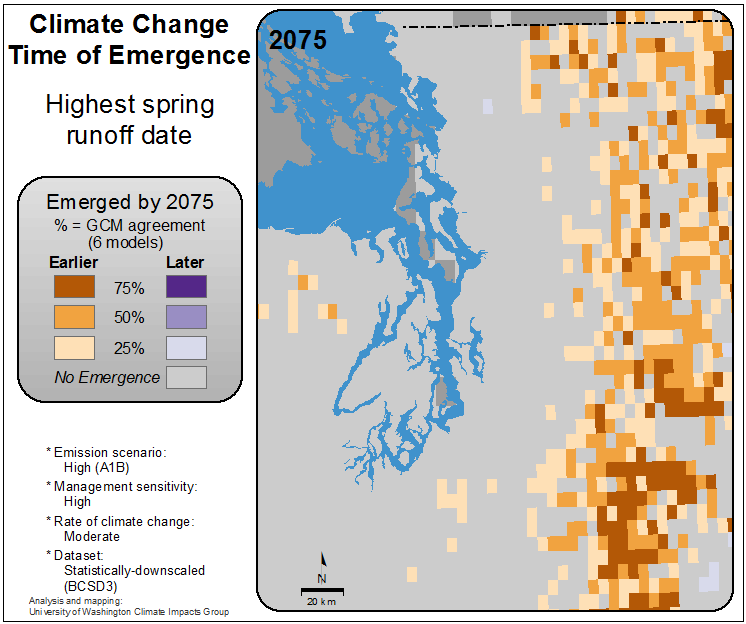 Climate Change
Time of Emergence
Highest spring
runoff date
Emerged by 2075
% = GCM agreement
(6 models)
Earlier Later
75%
50%
25%
No Emergence
* Emission scenario:
High (A1B)
* Management sensitivity:
High
* Rate of climate change:
Moderate
* Dataset:
Statistically-downscaled
(BCSD3)
Analysis and mapping:
University of Washington Climate Impacts Group
2075
N
20 km